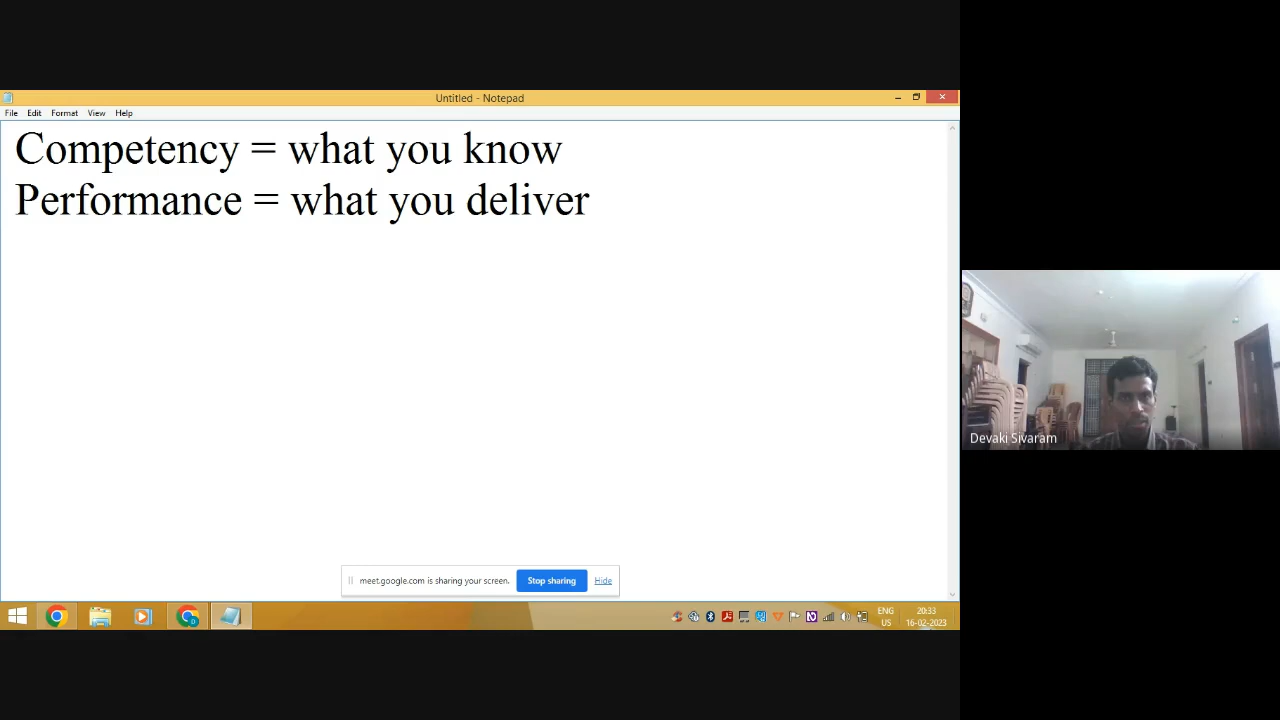 Untitled - Notepad
File Edit Format View Help
Competency = what you know
Performance = what you deliver
Devaki Sivaram
meet.google.com is sharing your screen. Stop sharing Hide
ENG 20:33
US 16-02-2023